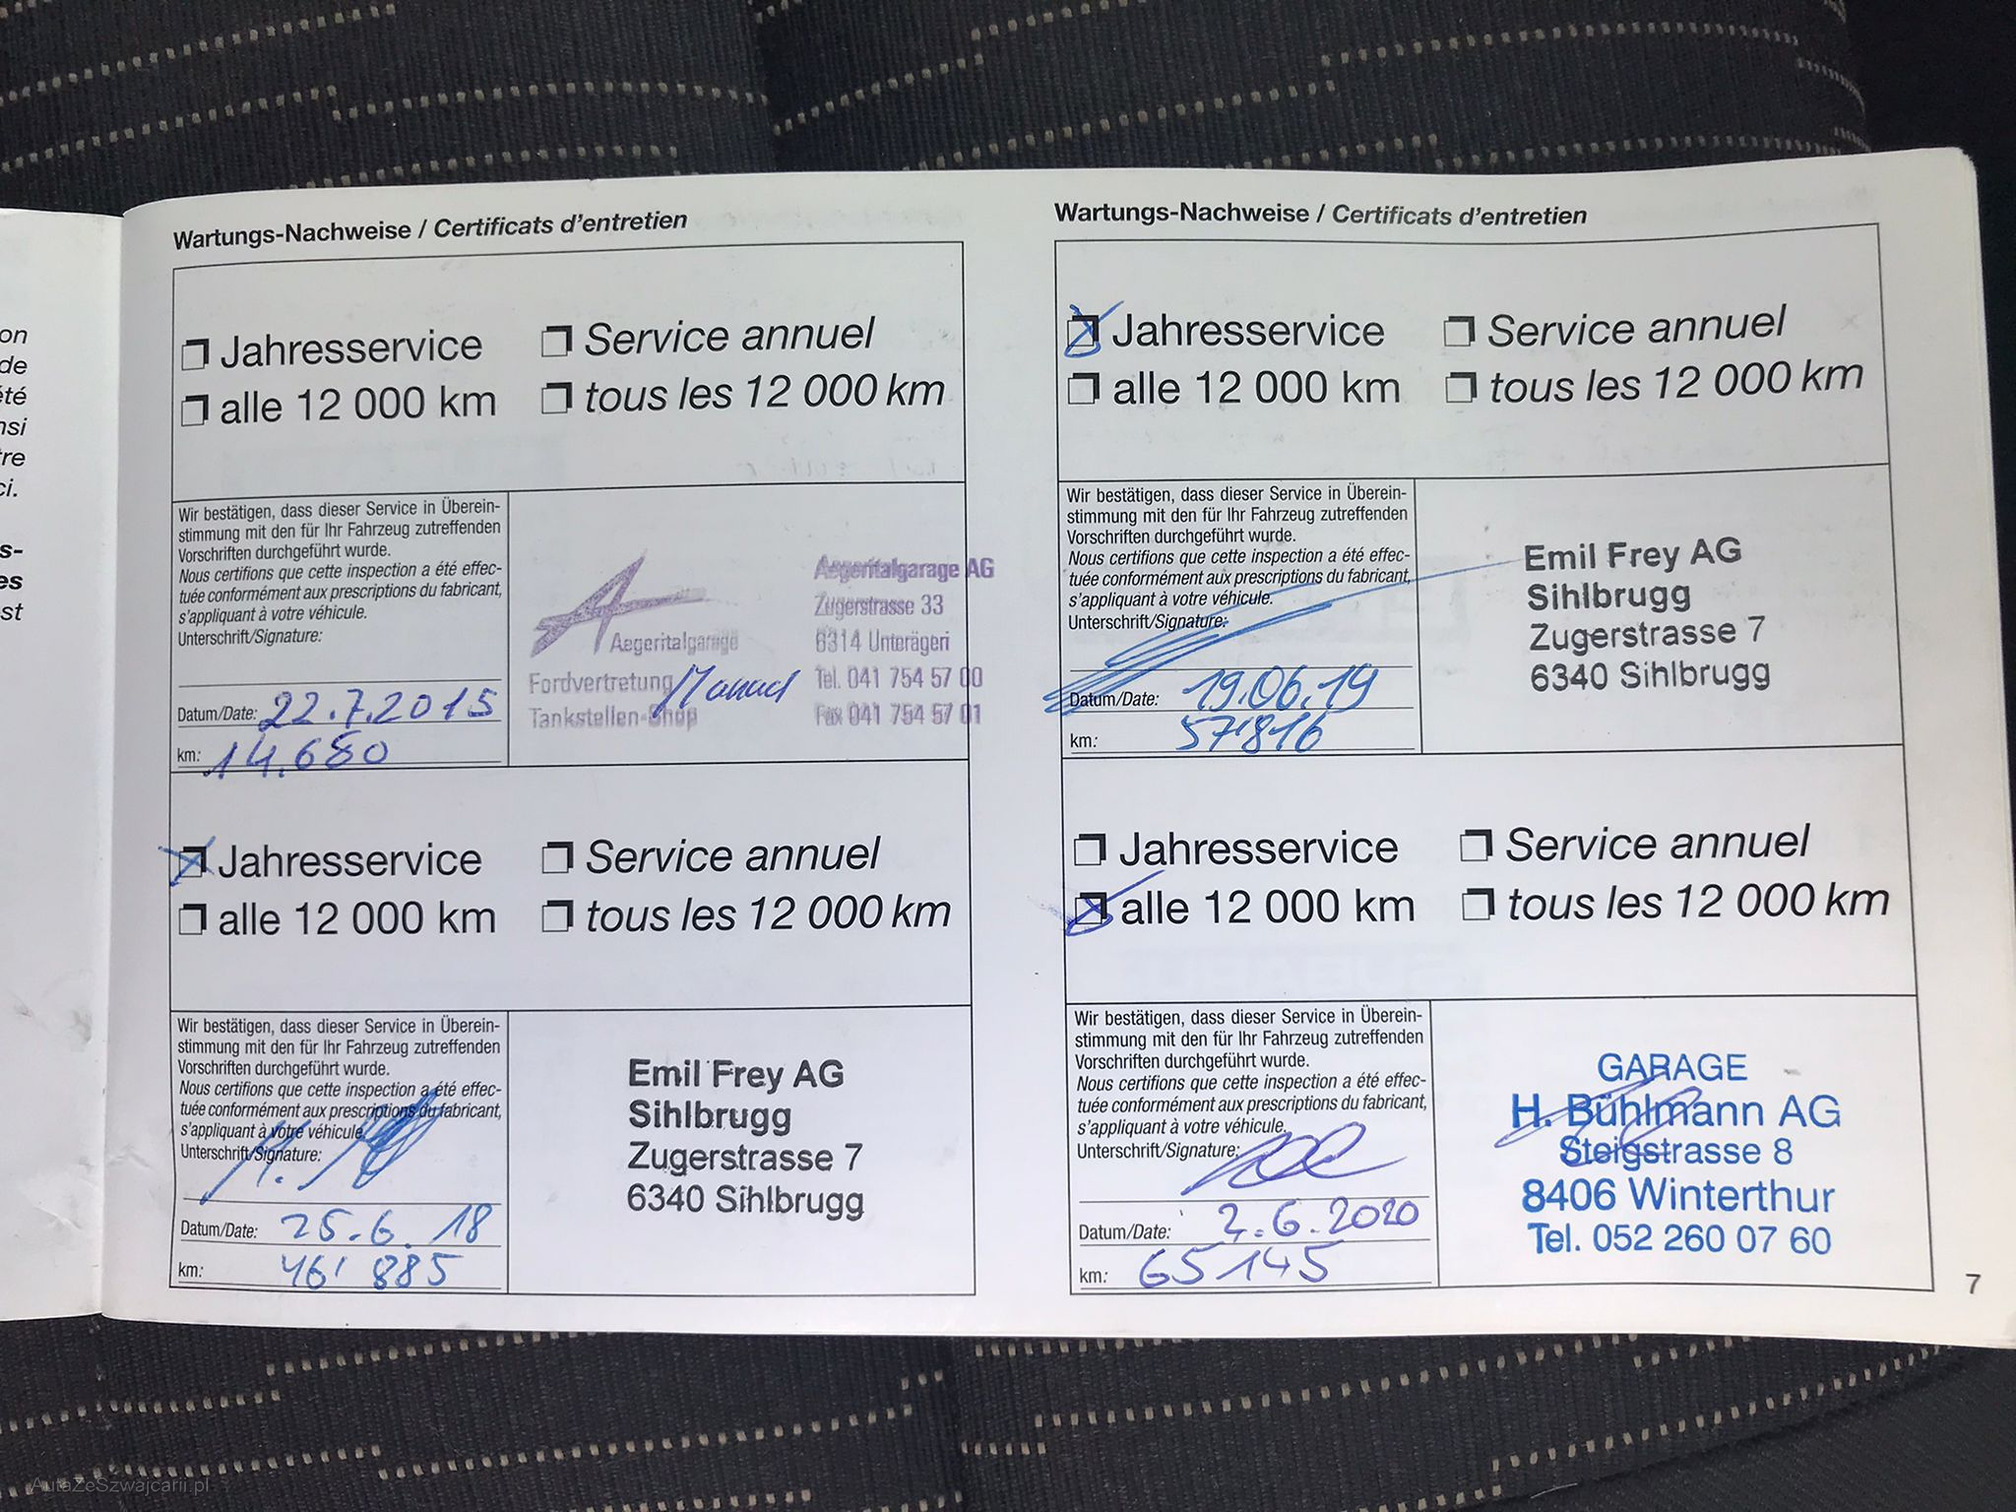 on
de
été
nsi
re
ci.
s-
es
st
Wartungs-Nachweise / Certificats d'entretien
Jahresservice Service annuel
alle 12 000 km tous les 12 000 km
Wir bestätigen, dass dieser Service in Überein-
stimmung mit den für Ihr Fahrzeug zutreffenden
Vorschriften durchgeführt wurde.
Nous certifions que cette inspection a été effec-
tuée conformément aux prescriptions du fabricant,
s'appliquant à votre véhicule.
Unterschrift/Signature:
Datum/Date: 22.7.2015
km: 14.680
Aegeritalgarage
Fordvertretung
Tankstellen-Shop
Aegeritalgarage AG
Zugerstrasse 33
6314 Unterägeri
Tel. 041 754 57 00
Fax 041 754 57 01
Jahresservice Service annuel
alle 12 000 km tous les 12 000 km
Wir bestätigen, dass dieser Service in Überein-
stimmung mit den für Ihr Fahrzeug zutreffenden
Vorschriften durchgeführt wurde.
Nous certifions que cette inspection a été effec-
tuée conformément aux prescriptions du fabricant,
s'appliquant à votre véhicule.
Unterschrift/Signature:
Datum/Date: 25.6.18
km: 46'885
Emil Frey AG
Sihlbrugg
Zugerstrasse 7
6340 Sihlbrugg
Wartungs-Nachweise / Certificats d'entretien
Jahresservice Service annuel
alle 12 000 km tous les 12 000 km
Wir bestätigen, dass dieser Service in Überein-
stimmung mit den für Ihr Fahrzeug zutreffenden
Vorschriften durchgeführt wurde.
Nous certifions que cette inspection a été effec-
tuée conformément aux prescriptions du fabricant,
s'appliquant à votre véhicule.
Unterschrift/Signature:
Datum/Date: 19.06.19
km: 57'816
Emil Frey AG
Sihlbrugg
Zugerstrasse 7
6340 Sihlbrugg
Jahresservice Service annuel
alle 12 000 km tous les 12 000 km
Wir bestätigen, dass dieser Service in Überein-
stimmung mit den für Ihr Fahrzeug zutreffenden
Vorschriften durchgeführt wurde.
Nous certifions que cette inspection a été effec-
tuée conformément aux prescriptions du fabricant,
s'appliquant à votre véhicule.
Unterschrift/Signature:
Datum/Date: 2.6.2020
km: 65145
GARAGE
H. Bühlmann AG
Steigstrasse 8
8406 Winterthur
Tel. 052 260 07 60
7
AutaZeSzwajcarii.pl